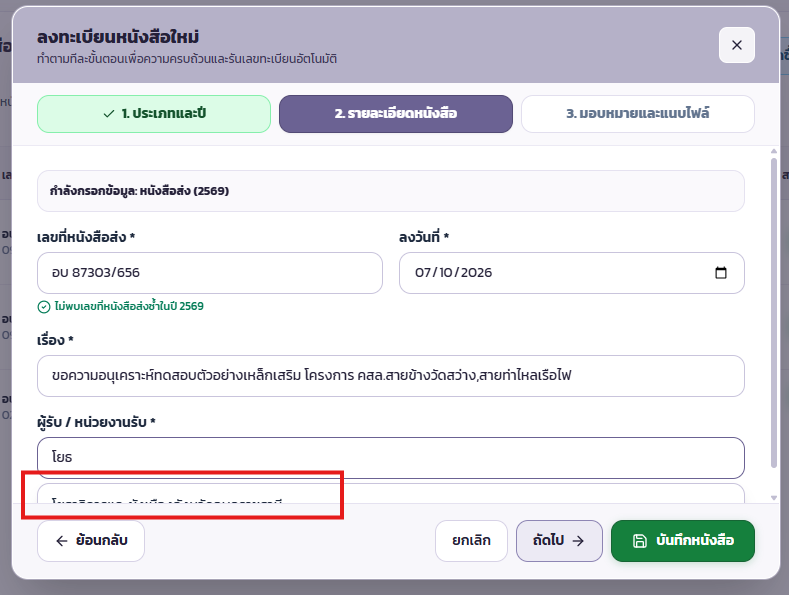 ลงทะเบียนหนังสือใหม่
ทำตามทีละขั้นตอนเพื่อความครบถ้วนและรันเลขทะเบียนอัตโนมัติ
1. ประเภทและปี
2. รายละเอียดหนังสือ
3. มอบหมายและแนบไฟล์
กำลังกรอกข้อมูล: หนังสือส่ง (2569)
เลขที่หนังสือส่ง * ลงวันที่ *
อบ 87303/656 07/10/2026
ไม่พบเลขที่หนังสือส่งซ้ำในปี 2569
เรื่อง *
ขอความอนุเคราะห์ทดสอบตัวอย่างเหล็กเสริม โครงการ คสล.สายข้างวัดสว่าง,สายท่าไหลเรือไฟ
ผู้รับ / หน่วยงานรับ *
โยธ
ย้อนกลับ ยกเลิก ถัดไป บันทึกหนังสือ